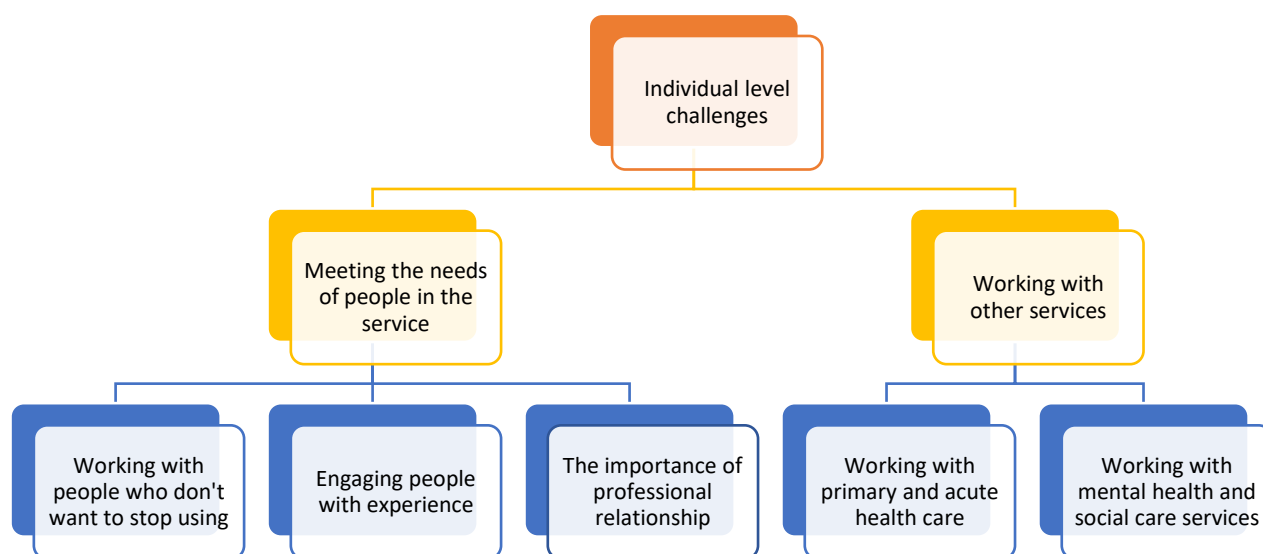 Individual level
challenges
Meeting the needs
of people in the
service
Working with
other services
Working with
people who don't
want to stop using
Engaging people
with experience
The importance of
professional
relationship
Working with
primary and acute
health care
Working with
mental health and
social care services